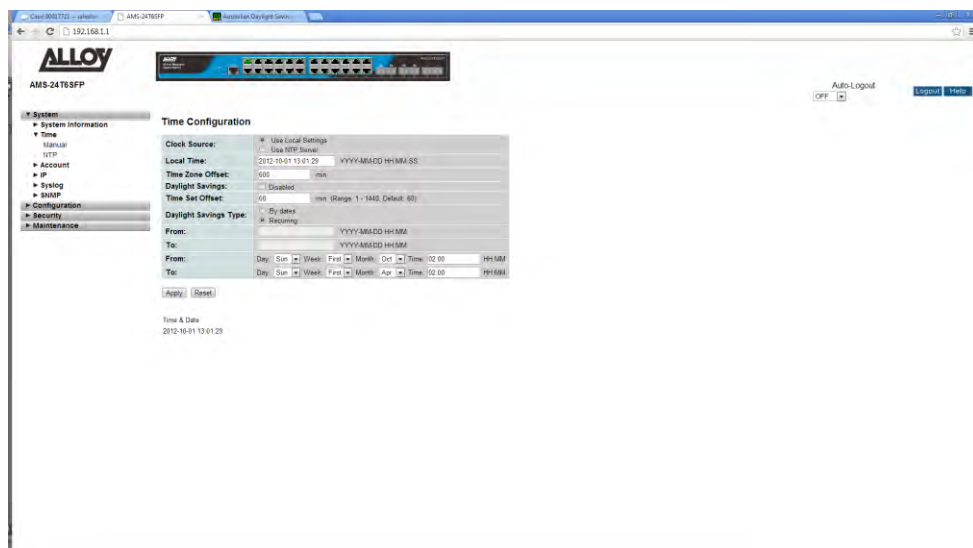 AMS-24T6SFP
192.168.1.1
ALLOY
AMS-24T6SFP
Auto-Logout
OFF
Logout Help
▼ System
► System Information
▼ Time
Manual
NTP
► Account
► IP
► Syslog
► SNMP
► Configuration
► Security
► Maintenance
Time Configuration
Clock Source: Use Local Settings
Use NTP Server
Local Time: 2012-10-01 13:01:29 YYYY-MM-DD HH:MM:SS
Time Zone Offset: 600 min
Daylight Savings: Disabled
Time Set Offset: 60 min. (Range: 1 - 1440, Default: 60)
Daylight Savings Type: By dates
Recurring
From: YYYY-MM-DD HH:MM
To: YYYY-MM-DD HH:MM
From: Day: Sun Week: First Month: Oct Time: 02:00 HH:MM
To: Day: Sun Week: First Month: Apr Time: 02:00 HH:MM
Apply Reset
Time & Data
2012-10-01 13:01:29